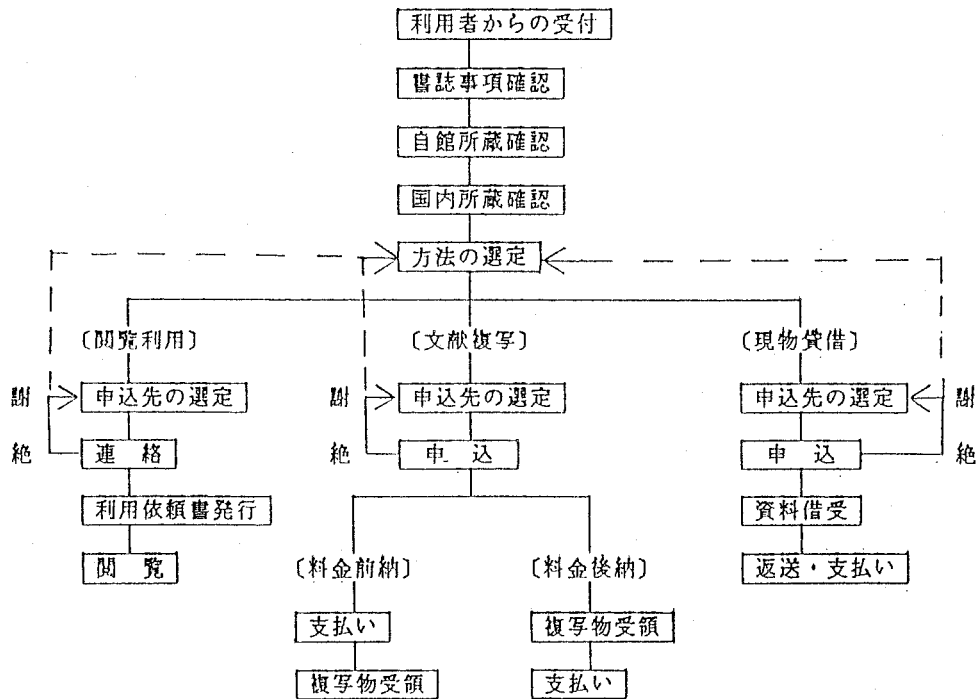 利用者からの受付
書誌事項確認
自館所蔵確認
国内所蔵確認
方法の選定
〔閲覧利用〕 〔文献複写〕 〔現物貸借〕
謝 申込先の選定 謝 申込先の選定 申込先の選定 謝
絶 連絡 絶 申込 申込 絶
利用依頼書発行 資料借受
閲覧 〔料金前納〕 〔料金後納〕 返送・支払い
支払い 複写物受領
複写物受領 支払い